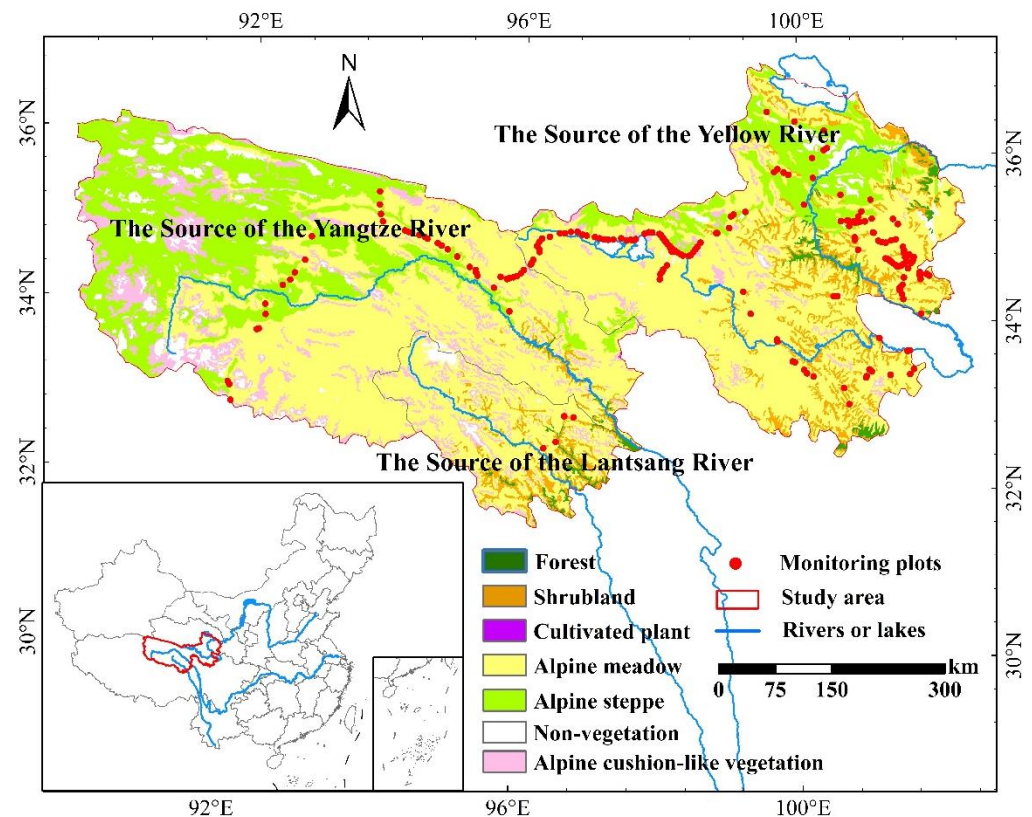 92°E 96°E 100°E
N
36°N
36°N
The Source of the Yellow River
The Source of the Yangtze River
34°N
34°N
32°N
32°N
The Source of the Lantsang River
Forest
Shrubland
Cultivated plant
Alpine meadow
Alpine steppe
Non-vegetation
Alpine cushion-like vegetation
Monitoring plots
Study area
Rivers or lakes
km
0 75 150 300
30°N
30°N
92°E 96°E 100°E